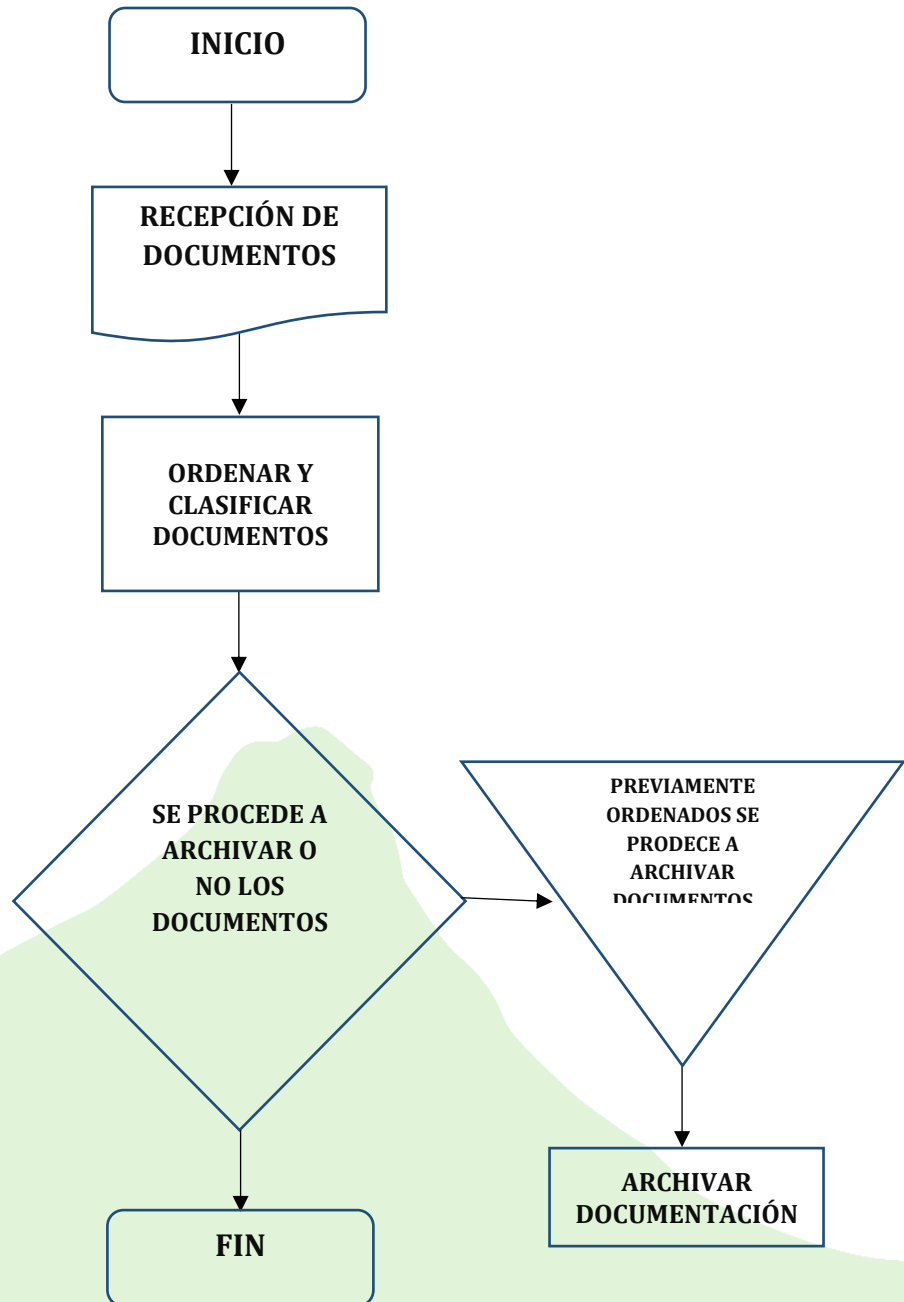 INICIO
RECEPCIÓN DE
DOCUMENTOS
ORDENAR Y
CLASIFICAR
DOCUMENTOS
SE PROCEDE A
ARCHIVAR O
NO LOS
DOCUMENTOS
PREVIAMENTE
ORDENADOS SE
PRODECE A
ARCHIVAR
DOCUMENTOS
ARCHIVAR
DOCUMENTACIÓN
FIN